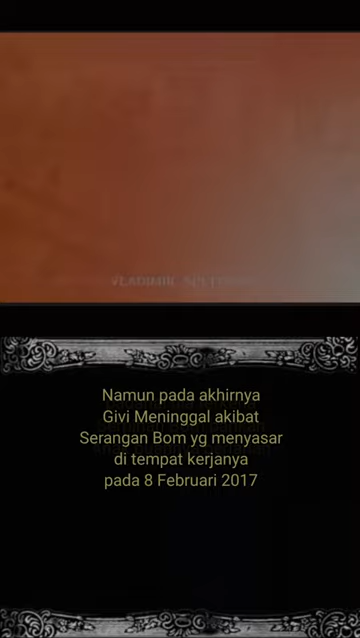 Namun pada akhirnya
Givi Meninggal akibat
Serangan Bom yg menyasar
di tempat kerjanya
pada 8 Februari 2017